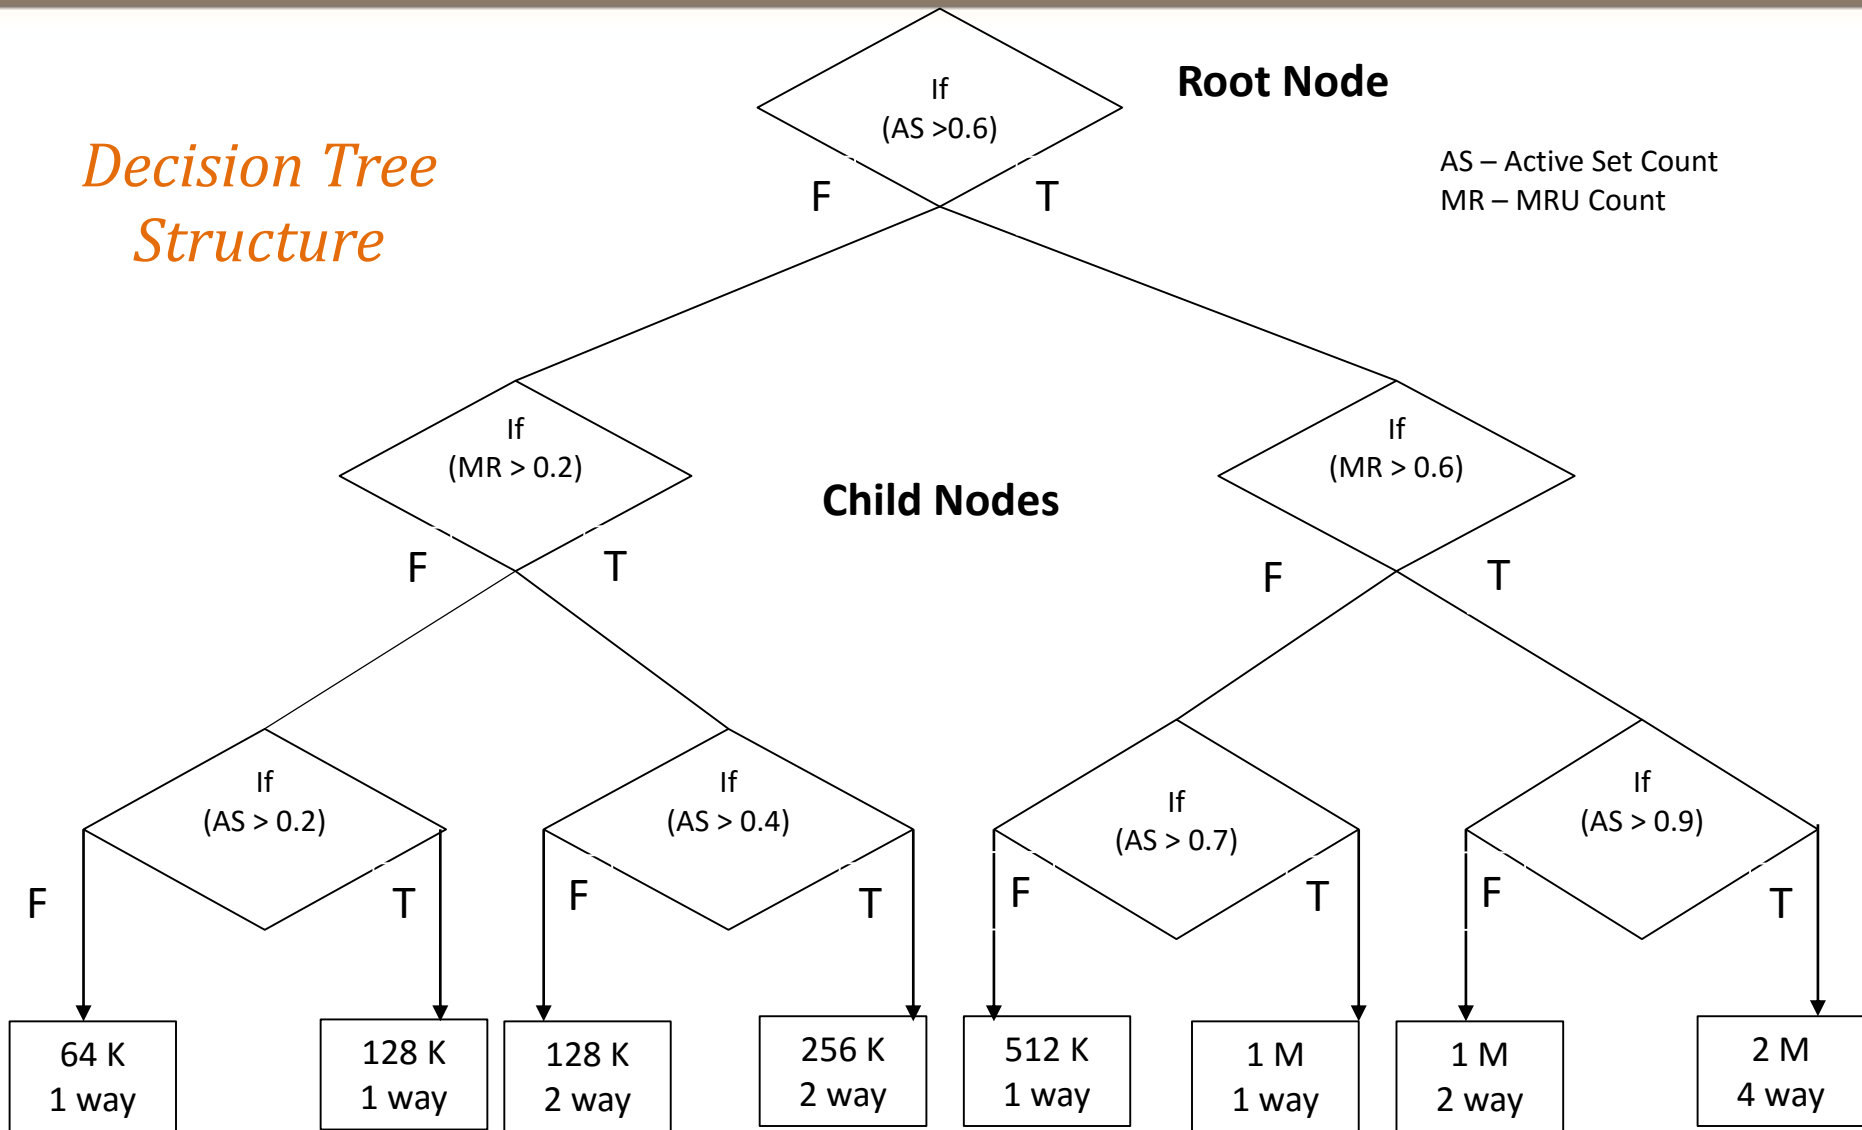 Decision Tree
Structure
If
(AS >0.6)
Root Node
AS – Active Set Count
MR – MRU Count
F
T
If
(MR > 0.2)
If
(MR > 0.6)
Child Nodes
F
T
F
T
If
(AS > 0.2)
If
(AS > 0.4)
If
(AS > 0.7)
If
(AS > 0.9)
F
T
F
T
F
T
F
T
64 K
1 way
128 K
1 way
128 K
2 way
256 K
2 way
512 K
1 way
1 M
1 way
1 M
2 way
2 M
4 way